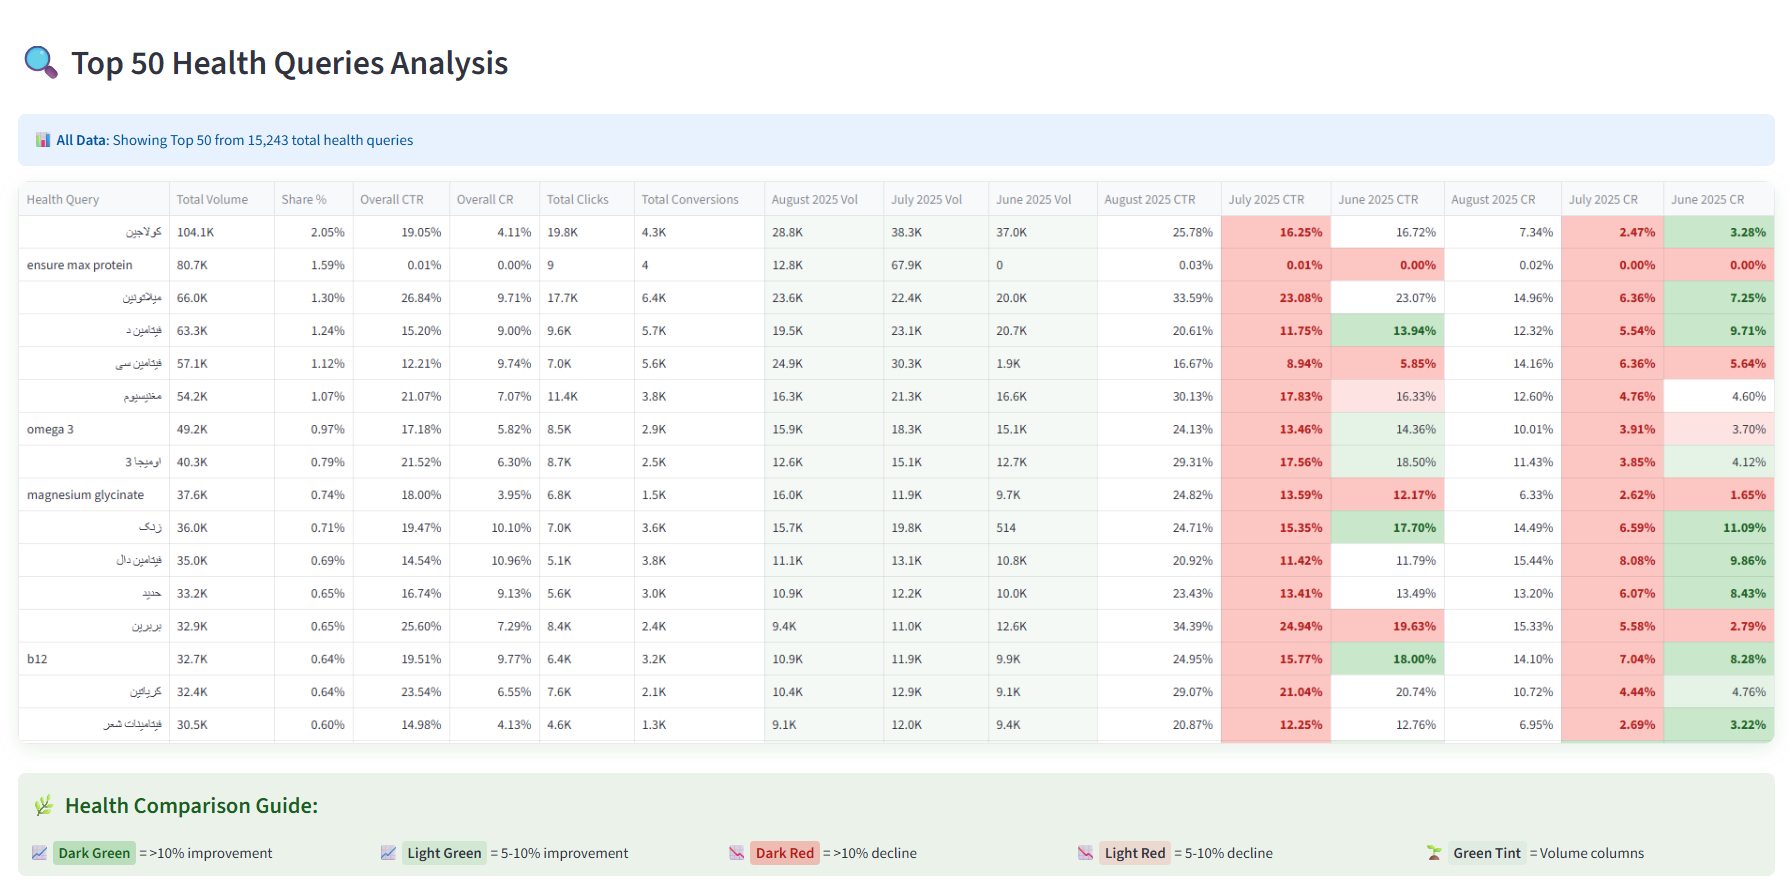 Top 50 Health Queries Analysis
All Data: Showing Top 50 from 15,243 total health queries
Health Query Total Volume Share % Overall CTR Overall CR Total Clicks Total Conversions August 2025 Vol July 2025 Vol June 2025 Vol August 2025 CTR July 2025 CTR June 2025 CTR August 2025 CR July 2025 CR June 2025 CR
كولاجين 104.1K 2.05% 19.05% 4.11% 19.8K 4.3K 28.8K 38.3K 37.0K 25.78% 16.25% 16.72% 7.34% 2.47% 3.28%
ensure max protein 80.7K 1.59% 0.01% 0.00% 9 4 12.8K 67.9K 0 0.03% 0.01% 0.00% 0.02% 0.00% 0.00%
ميلاتونين 66.0K 1.30% 26.84% 9.71% 17.7K 6.4K 23.6K 22.4K 20.0K 33.59% 23.08% 23.07% 14.96% 6.36% 7.25%
فيتامين د 63.3K 1.24% 15.20% 9.00% 9.6K 5.7K 19.5K 23.1K 20.7K 20.61% 11.75% 13.94% 12.32% 5.54% 9.71%
فيتامين سي 57.1K 1.12% 12.21% 9.74% 7.0K 5.6K 24.9K 30.3K 1.9K 16.67% 8.94% 5.85% 14.16% 6.36% 5.64%
مغنيسيوم 54.2K 1.07% 21.07% 7.07% 11.4K 3.8K 16.3K 21.3K 16.6K 30.13% 17.83% 16.33% 12.60% 4.76% 4.60%
omega 3 49.2K 0.97% 17.18% 5.82% 8.5K 2.9K 15.9K 18.3K 15.1K 24.13% 13.46% 14.36% 10.01% 3.91% 3.70%
اوميجا 3 40.3K 0.79% 21.52% 6.30% 8.7K 2.5K 12.6K 15.1K 12.7K 29.31% 17.56% 18.50% 11.43% 3.85% 4.12%
magnesium glycinate 37.6K 0.74% 18.00% 3.95% 6.8K 1.5K 16.0K 11.9K 9.7K 24.82% 13.59% 12.17% 6.33% 2.62% 1.65%
زنك 36.0K 0.71% 19.47% 10.10% 7.0K 3.6K 15.7K 19.8K 514 24.71% 15.35% 17.70% 14.49% 6.59% 11.09%
فيتامين دال 35.0K 0.69% 14.54% 10.96% 5.1K 3.8K 11.1K 13.1K 10.8K 20.92% 11.42% 11.79% 15.44% 8.08% 9.86%
حديد 33.2K 0.65% 16.74% 9.13% 5.6K 3.0K 10.9K 12.2K 10.0K 23.43% 13.41% 13.49% 13.20% 6.07% 8.43%
بربرين 32.9K 0.65% 25.60% 7.29% 8.4K 2.4K 9.4K 11.0K 12.6K 34.39% 24.94% 19.63% 15.33% 5.58% 2.79%
b12 32.7K 0.64% 19.51% 9.77% 6.4K 3.2K 10.9K 11.9K 9.9K 24.95% 15.77% 18.00% 14.10% 7.04% 8.28%
كرياتين 32.4K 0.64% 23.54% 6.55% 7.6K 2.1K 10.4K 12.9K 9.1K 29.07% 21.04% 20.74% 10.72% 4.44% 4.76%
فيتامينات شعر 30.5K 0.60% 14.98% 4.13% 4.6K 1.3K 9.1K 12.0K 9.4K 20.87% 12.25% 12.76% 6.95% 2.69% 3.22%
Health Comparison Guide:
Dark Green = >10% improvement Light Green = 5-10% improvement Dark Red = >10% decline Light Red = 5-10% decline Green Tint = Volume columns